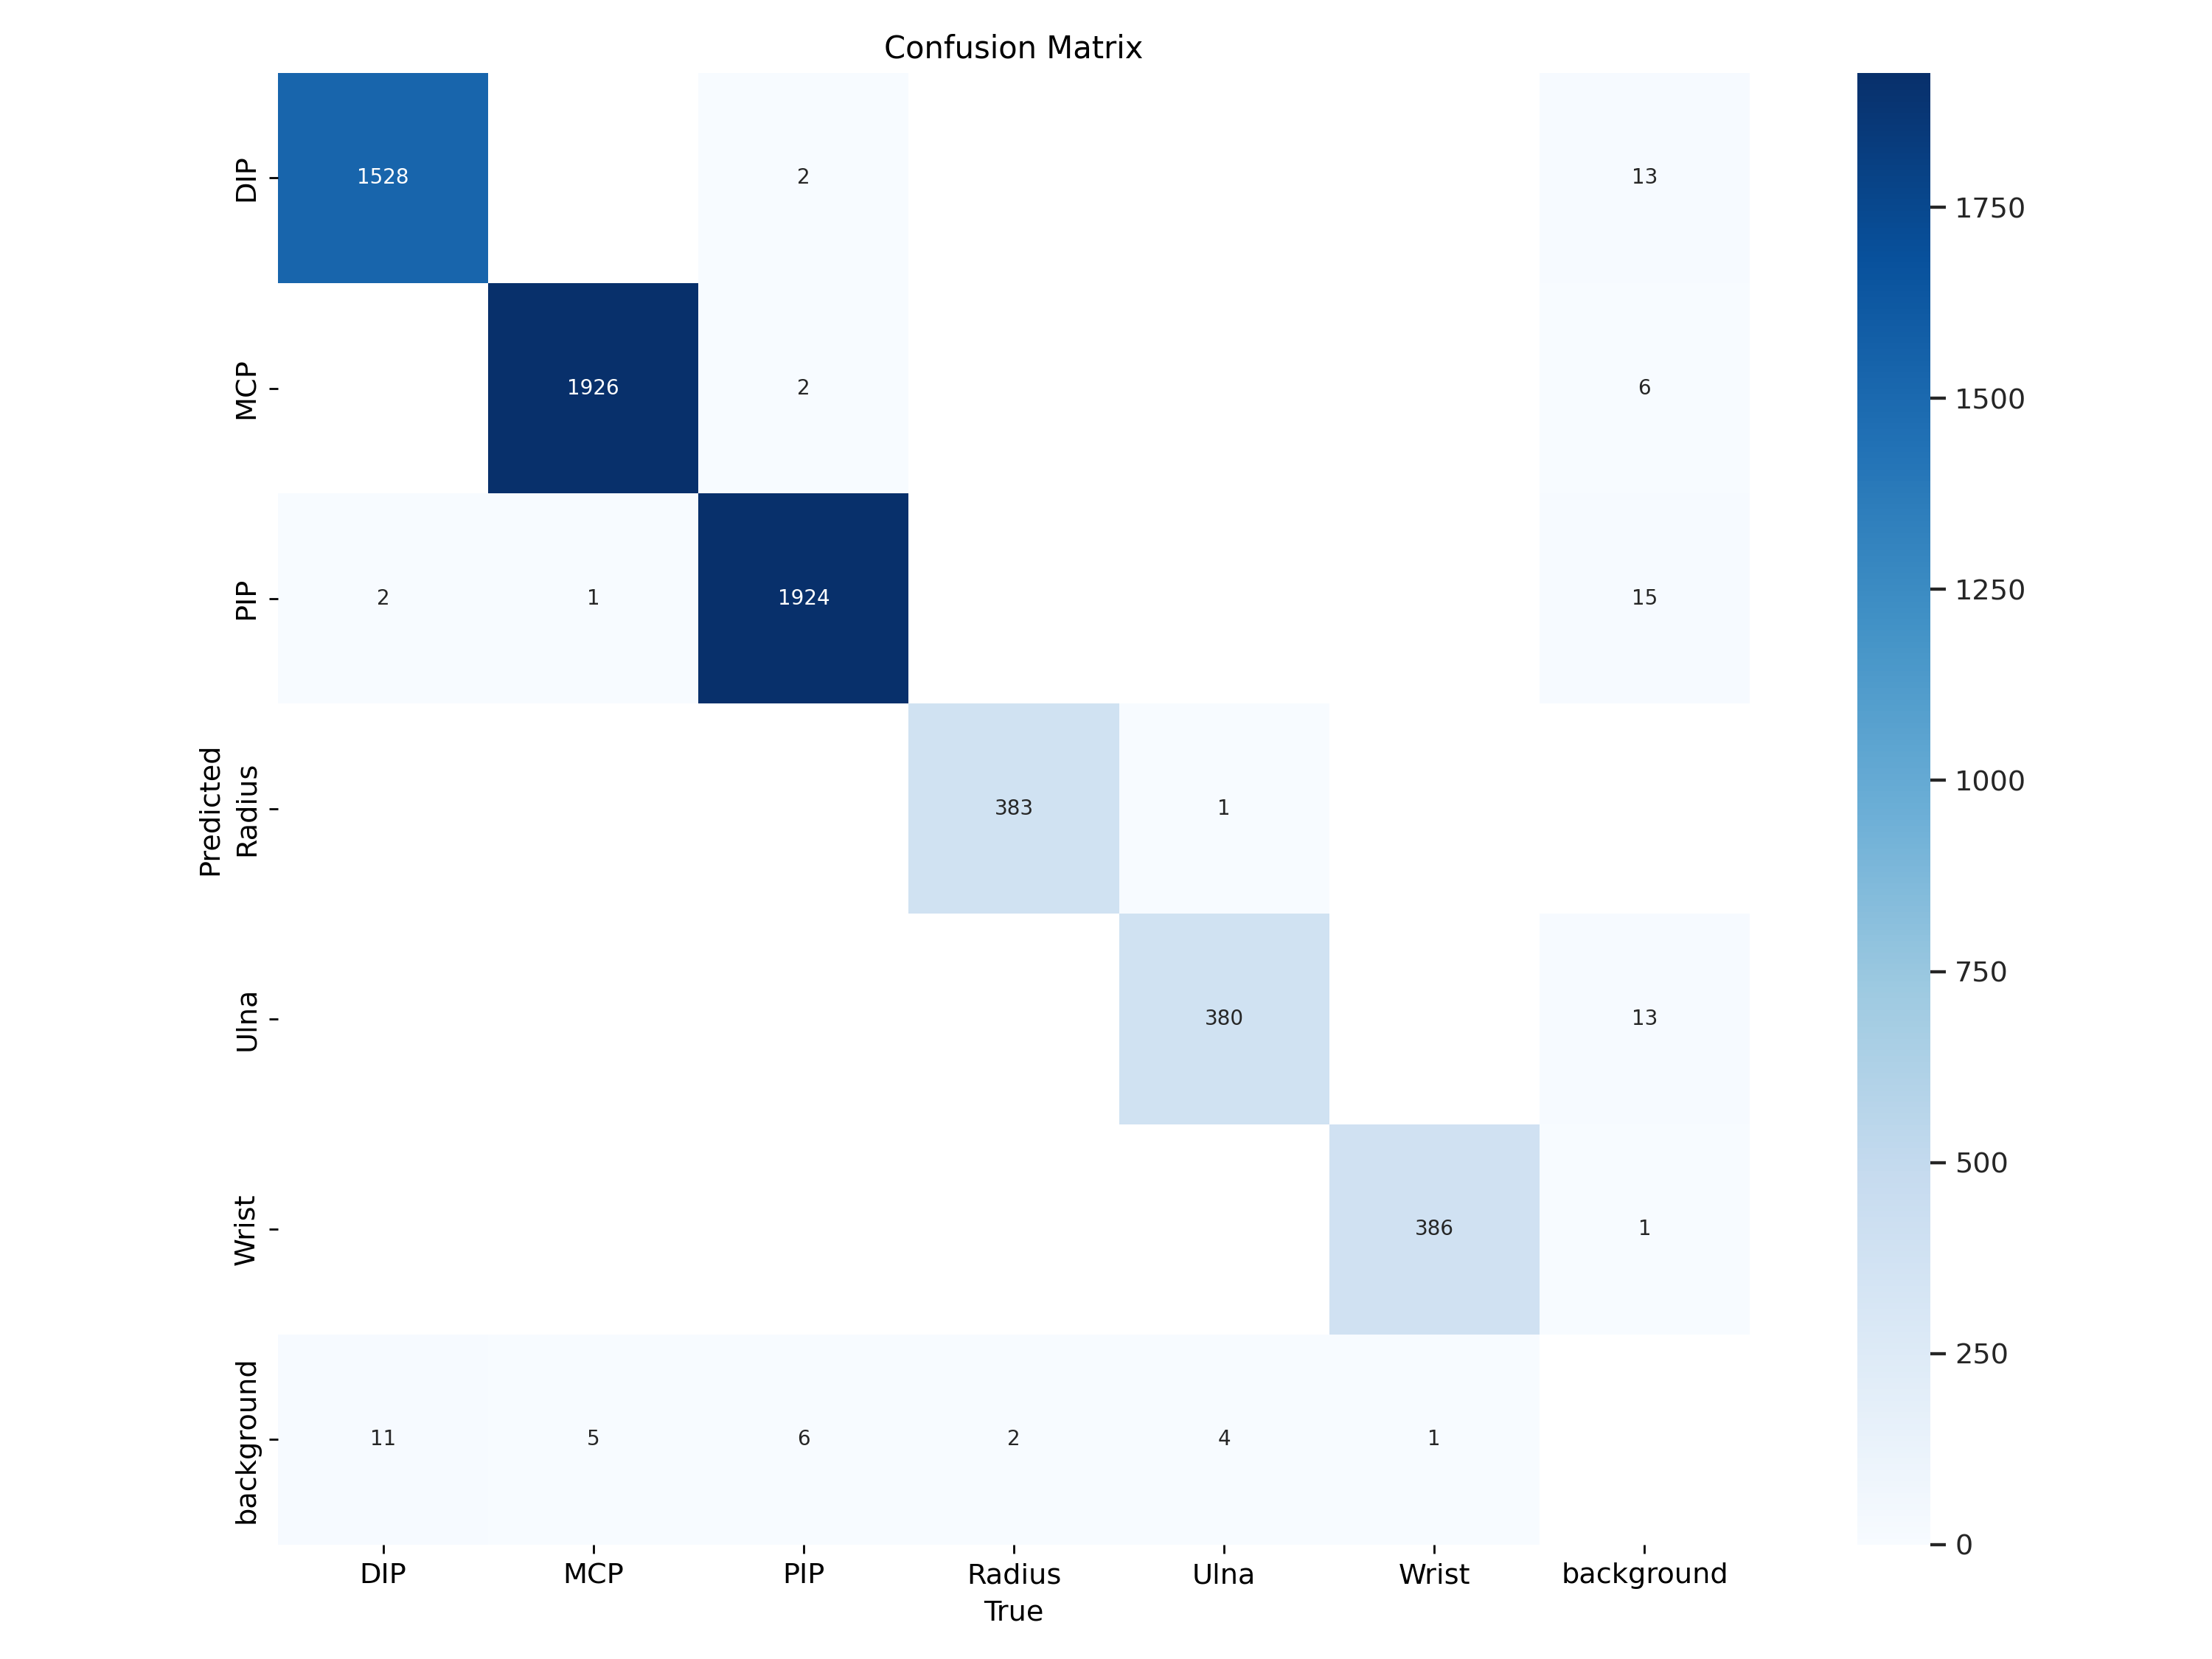 Confusion Matrix
DIP 1528 2 13
MCP 1926 2 6
PIP 2 1 1924 15
Radius 383 1
Ulna 380 13
Wrist 386 1
background 11 5 6 2 4 1
DIP MCP PIP Radius Ulna Wrist background
True
Predicted
1750
1500
1250
1000
750
500
250
0